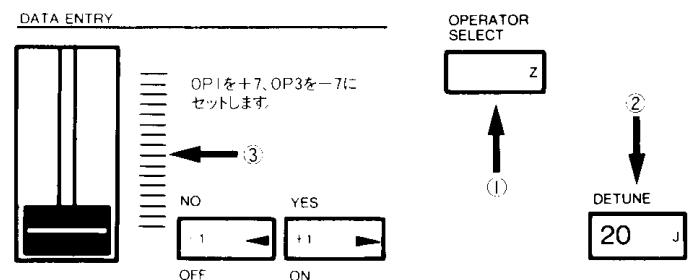 DATA ENTRY
OP1を+7、OP3を-7に
セットします。
③
NO
YES
-1
+1
OFF
ON
OPERATOR
SELECT
Z
①
②
DETUNE
20 J